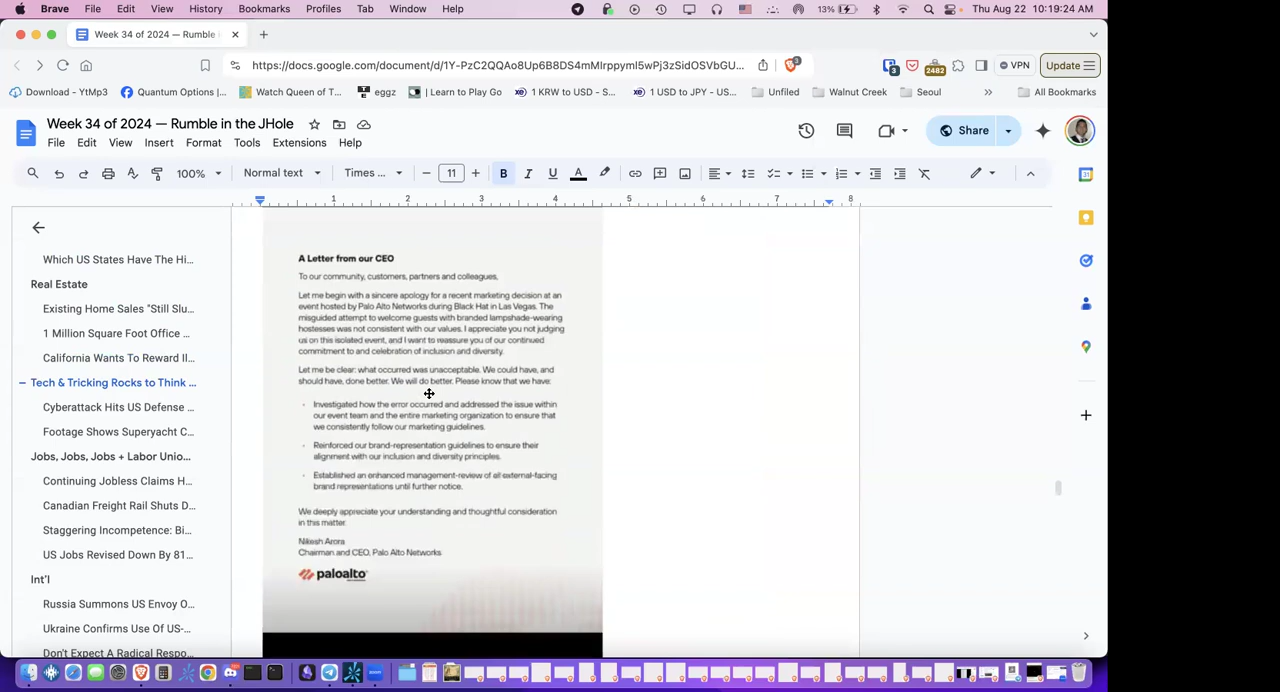 Brave File Edit View History Bookmarks Profiles Tab Window Help 13% Thu Aug 22 10:19:24 AM
Week 34 of 2024 — Rumble
https://docs.google.com/document/d/1Y-PzC2QQAo8Up6B8DS4mMlrppyml5wPj3zSidOSVbGU... 3 3 2482 VPN Update
Download - YtMp3 Quantum Options |... Watch Queen of T... eggz | Learn to Play Go 1 KRW to USD - S... 1 USD to JPY - US... Unfiled Walnut Creek Seoul » All Bookmarks
Week 34 of 2024 — Rumble in the JHole
File Edit View Insert Format Tools Extensions Help
Share
100% Normal text Times ... 11 B I U A
1 2 3 4 5 6 7 8
Which US States Have The Hi...
Real Estate
Existing Home Sales "Still Slu...
1 Million Square Foot Office ...
California Wants To Reward Il...
Tech & Tricking Rocks to Think ...
Cyberattack Hits US Defense ...
Footage Shows Superyacht C...
Jobs, Jobs, Jobs + Labor Unio...
Continuing Jobless Claims H...
Canadian Freight Rail Shuts D...
Staggering Incompetence: Bi...
US Jobs Revised Down By 81...
Int'l
Russia Summons US Envoy O...
Ukraine Confirms Use Of US-...
Don't Expect A Radical Respo...
A Letter from our CEO
To our community, customers, partners and colleagues,
Let me begin with a sincere apology for a recent marketing decision at an
event hosted by Palo Alto Networks during Black Hat in Las Vegas. The
misguided attempt to welcome guests with branded lampshade-wearing
hostesses was not consistent with our values. I appreciate you not judging
us on this isolated event, and I want to reassure you of our continued
commitment to and celebration of inclusion and diversity.
Let me be clear: what occurred was unacceptable. We could have, and
should have, done better. We will do better. Please know that we have:
- Investigated how the error occurred and addressed the issue within
our event team and the entire marketing organization to ensure that
we consistently follow our marketing guidelines.
- Reinforced our brand-representation guidelines to ensure their
alignment with our inclusion and diversity principles.
- Established an enhanced management-review of all external-facing
brand representations until further notice.
We deeply appreciate your understanding and thoughtful consideration
in this matter.
Nikesh Arora
Chairman and CEO, Palo Alto Networks
paloalto